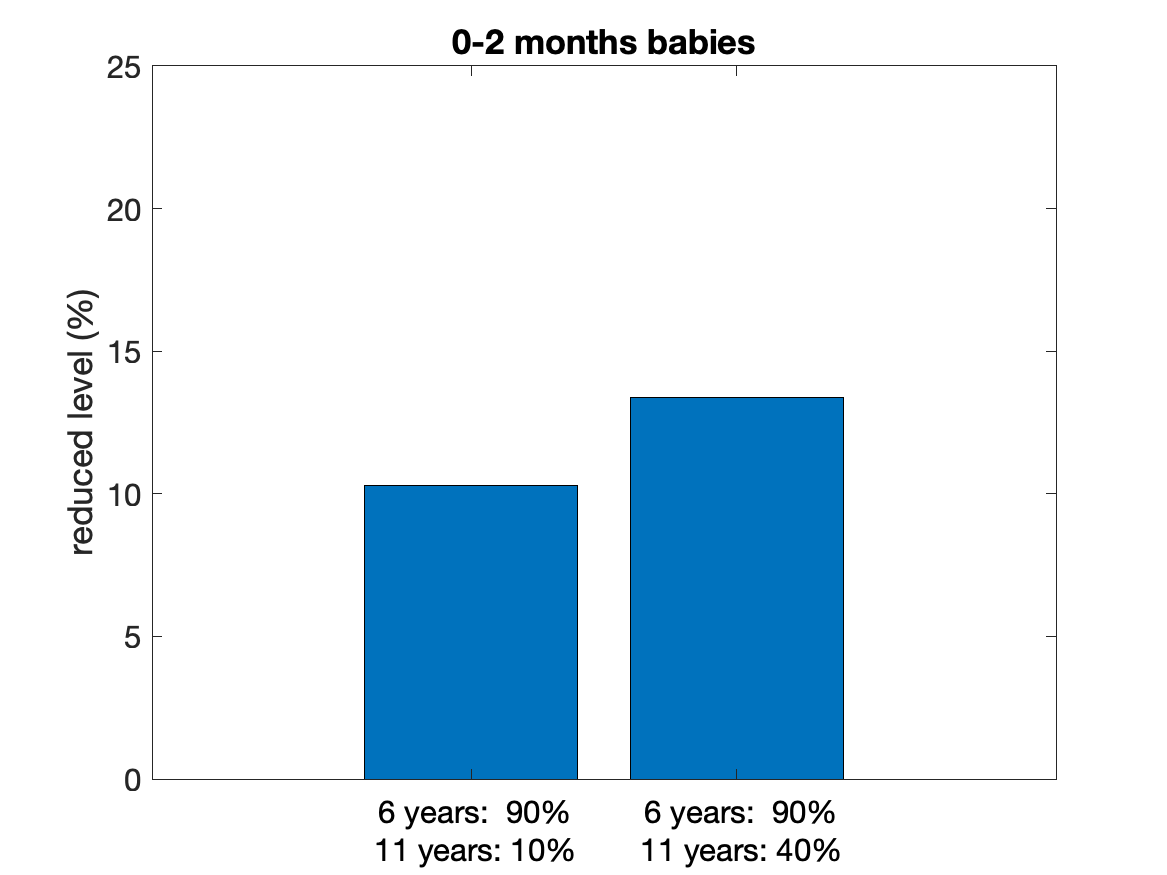 0-2 months babies
25
20
15
10
5
0
reduced level (%)
6 years:  90%
11 years: 10%
6 years:  90%
11 years: 40%